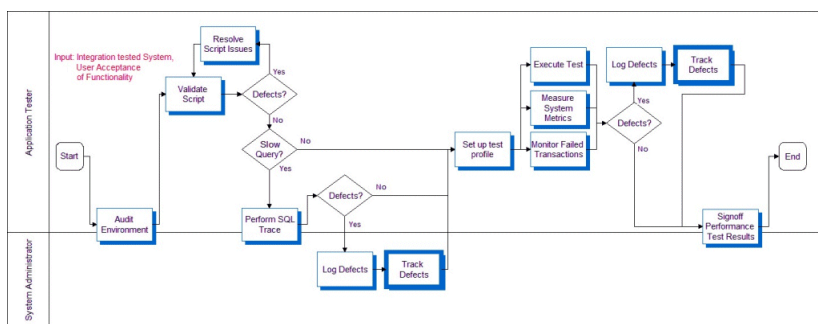 Application Tester
System Administrator
Input: Integration tested System,
User Acceptance
of Functionality
Start
Audit
Environment
Validate
Script
Resolve
Script Issues
Yes
Defects?
No
Slow
Query?
No
Yes
Perform SQL
Trace
Defects?
No
Yes
Log Defects
Track
Defects
Set up test
profile
Execute Test
Measure
System
Metrics
Monitor Failed
Transactions
Defects?
Yes
No
Log Defects
Track
Defects
Signoff
Performance
Test Results
End